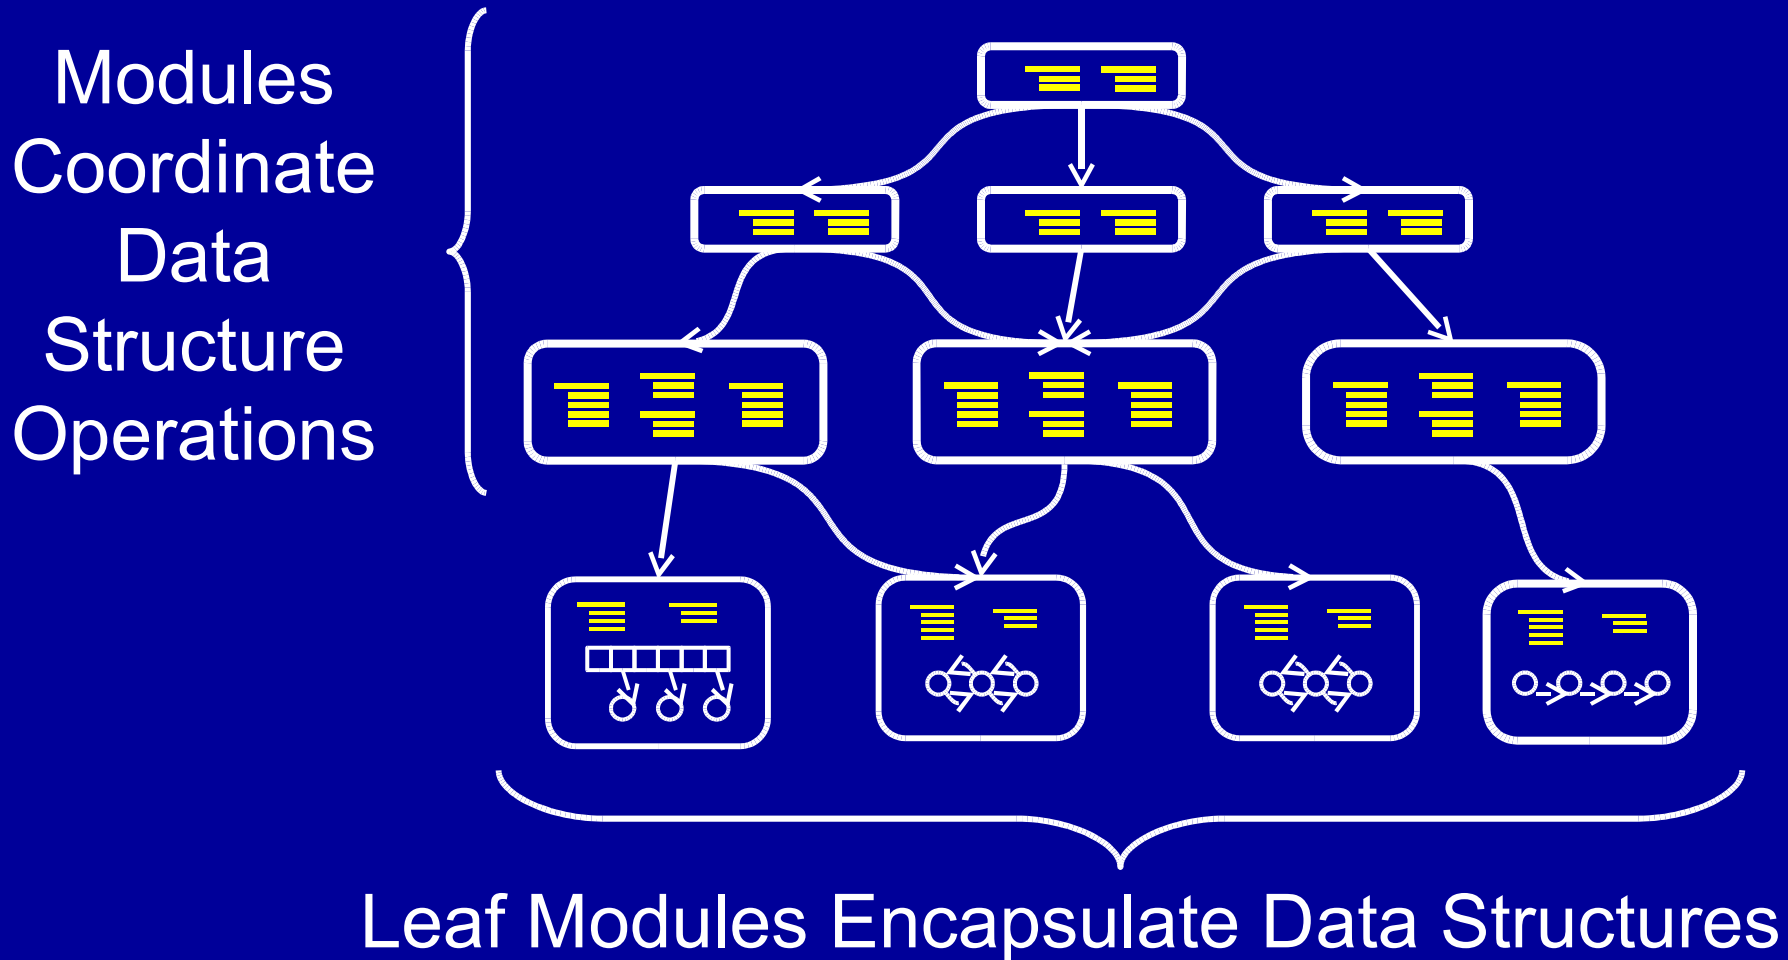 Modules
Coordinate
Data
Structure
Operations
Leaf Modules Encapsulate Data Structures